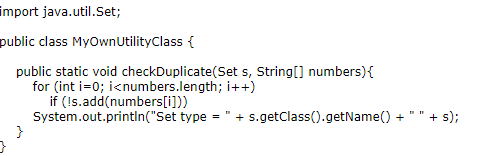 import java.util.Set;
public class MyOwnUtilityClass {
public static void checkDuplicate(Set s, String[] numbers){
for (int i=0; i<numbers.length; i++)
if (!s.add(numbers[i]))
System.out.println("Set type = " + s.getClass().getName() + " " + s);
}
}